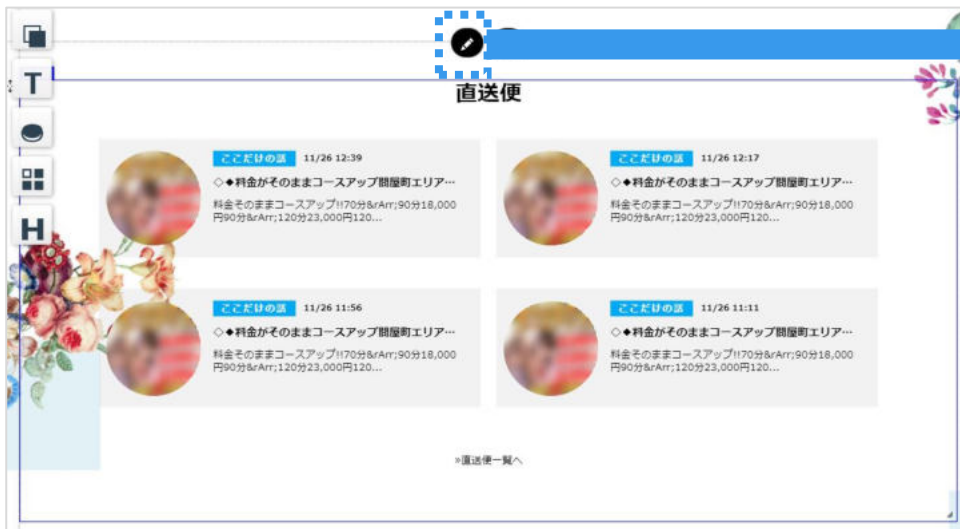 T
直送便
ここだけの話 11/26 12:39
◇◆料金がそのままコースアップ問屋町エリア…
料金そのままコースアップ!!70分&rArr;90分18,000
円90分&rArr;120分23,000円120...
ここだけの話 11/26 12:17
◇◆料金がそのままコースアップ問屋町エリア…
料金そのままコースアップ!!70分&rArr;90分18,000
円90分&rArr;120分23,000円120...
H
ここだけの話 11/26 11:56
◇◆料金がそのままコースアップ問屋町エリア…
料金そのままコースアップ!!70分&rArr;90分18,000
円90分&rArr;120分23,000円120...
ここだけの話 11/26 11:11
◇◆料金がそのままコースアップ問屋町エリア…
料金そのままコースアップ!!70分&rArr;90分18,000
円90分&rArr;120分23,000円120...
»直送便一覧へ